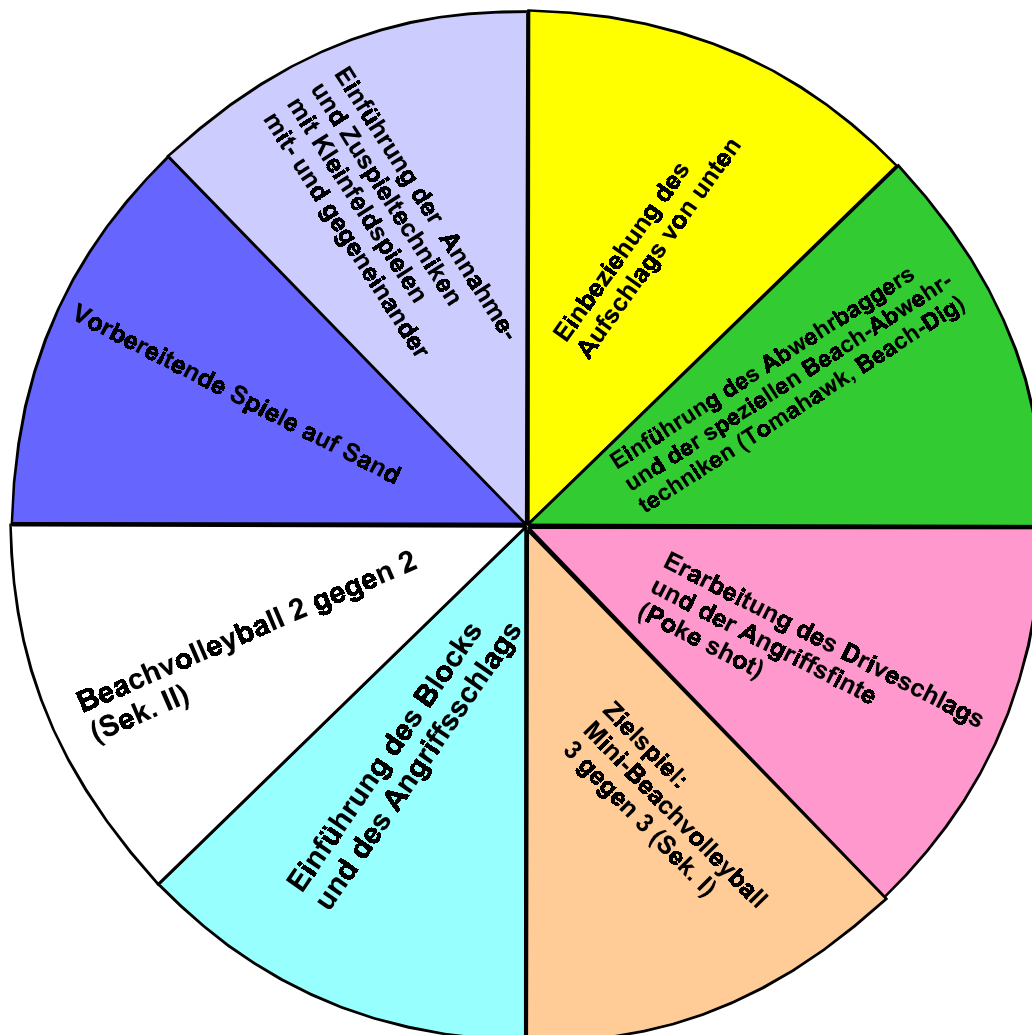 Einführung der Annahme-
und Zuspieltechniken
mit Kleinfeldspielen
mit- und gegeneinander
Einbeziehung des
Aufschlags von unten
Einführung des Abwehrbaggers
und der speziellen Beach-Abwehr-
techniken (Tomahawk, Beach-Dig)
Erarbeitung des Driveschlags
und der Angriffsfinte
(Poke shot)
Zielspiel:
Mini-Beachvolleyball
3 gegen 3 (Sek. I)
Einführung des Blocks
und des Angriffsschlags
Beachvolleyball 2 gegen 2
(Sek. II)
Vorbereitende Spiele auf Sand